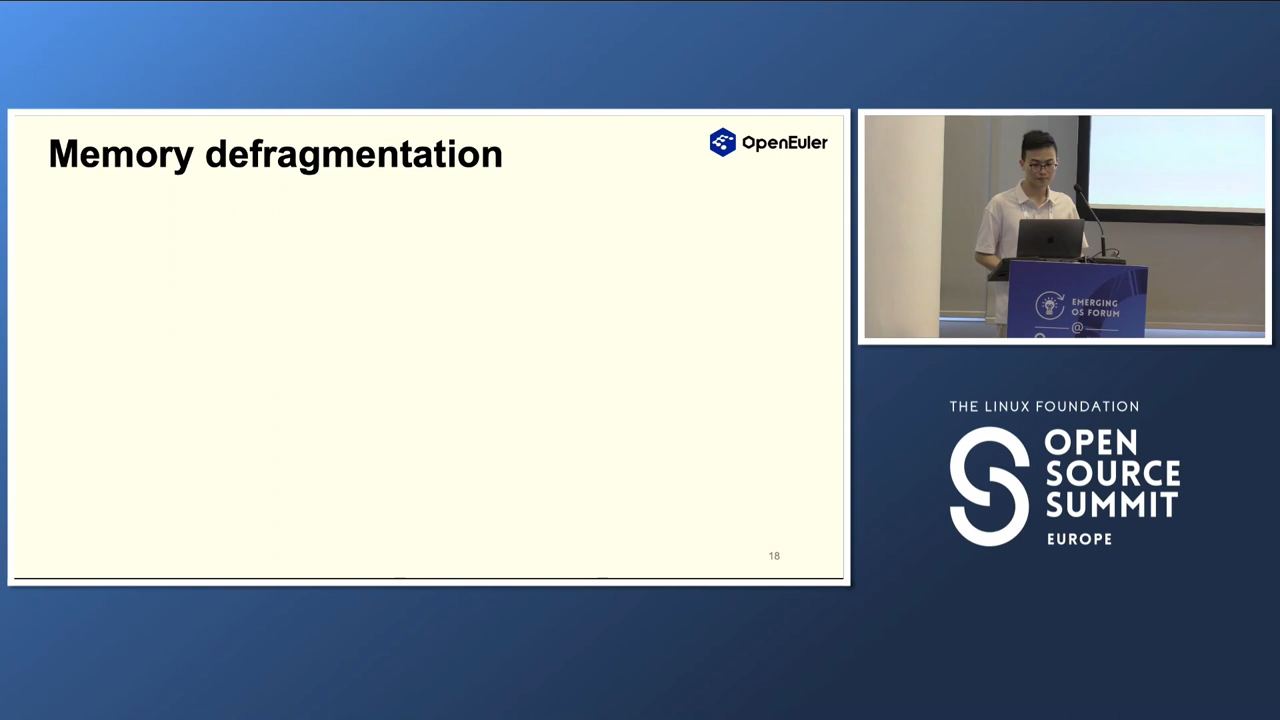 Memory defragmentation
OpenEuler
18
EMERGING
OS FORUM
@
THE LINUX FOUNDATION
OPEN
SOURCE
SUMMIT
EUROPE